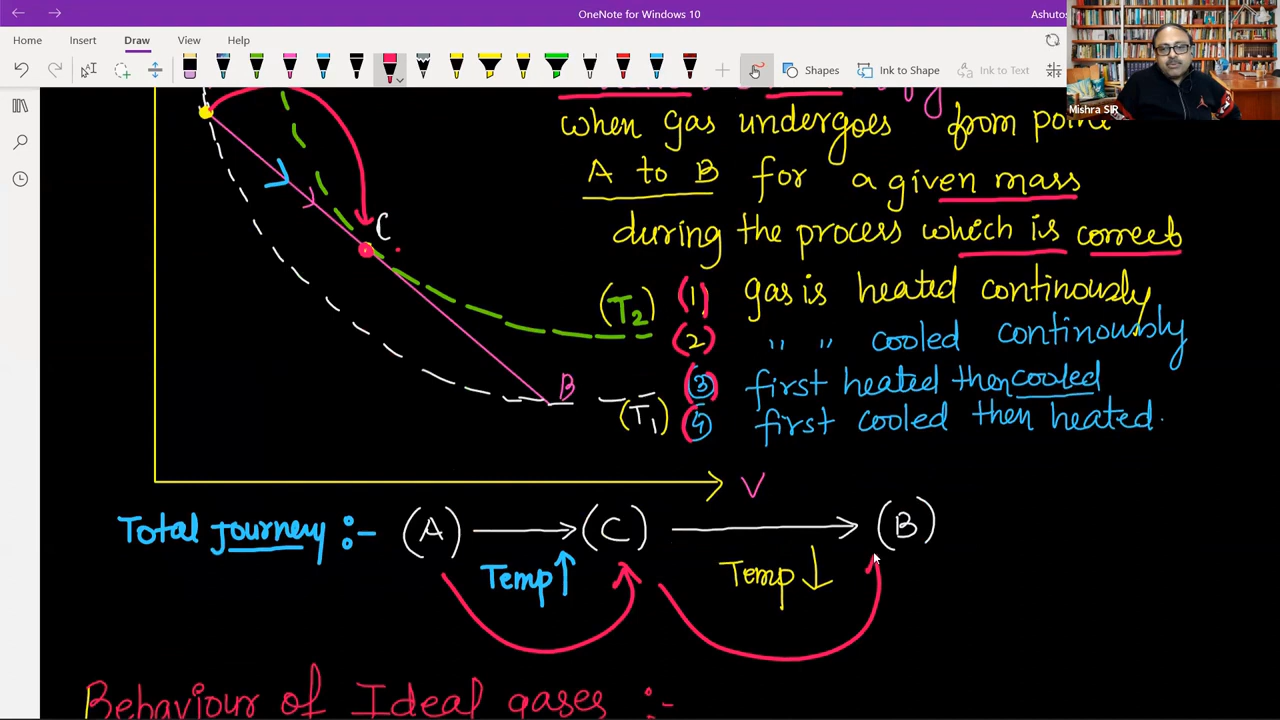 OneNote for Windows 10
Ashutos
Home Insert Draw View Help
Shapes Ink to Shape Ink to Text
Mishra SIR
when gas undergoes from point
A to B for a given mass
during the process which is correct
C
(T2) (1) gas is heated continously
(2) " " cooled continously
B (3) first heated then cooled
(T1) (4) first cooled then heated.
V
Total journey :- (A) (C) (B)
Temp Temp
Behaviour of Ideal gases :-